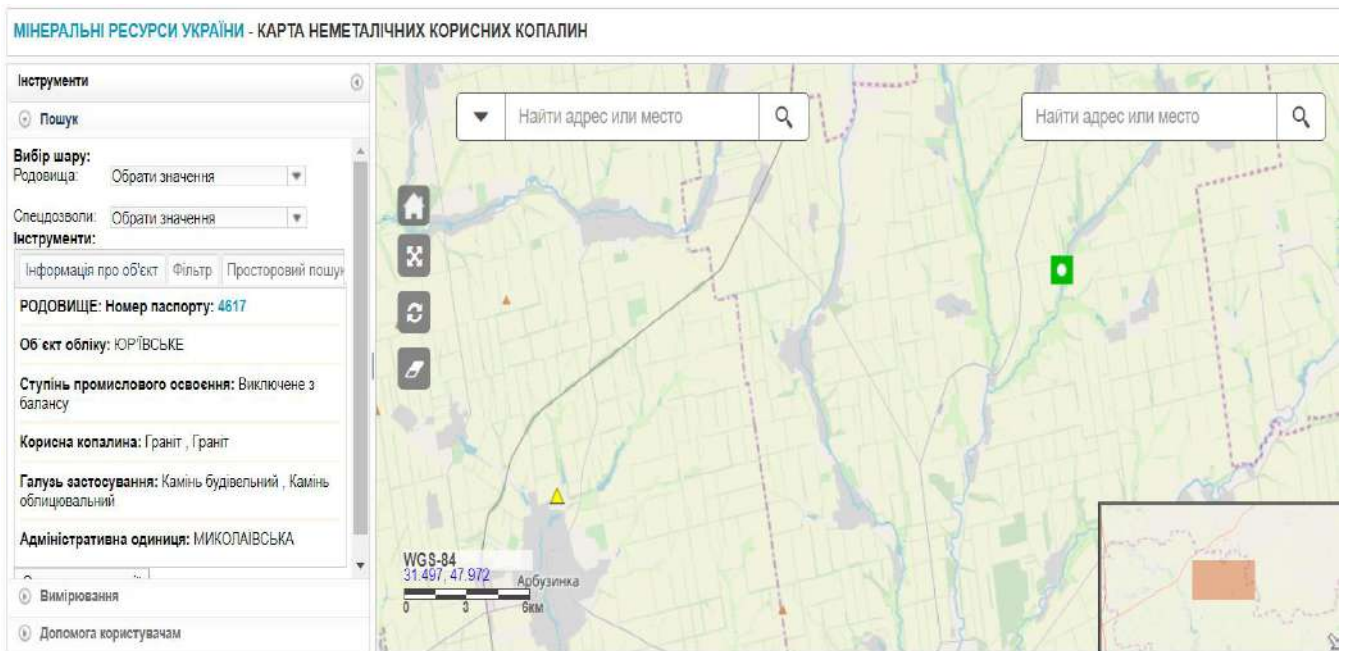 МІНЕРАЛЬНІ РЕСУРСИ УКРАЇНИ - КАРТА НЕМЕТАЛІЧНИХ КОРИСНИХ КОПАЛИН
Інструменти
Пошук
Вибір шару:
Родовища: Обрати значення
Спецдозволи: Обрати значення
Інструменти:
Інформація про об'єкт Фільтр Просторовий пошук
РОДОВИЩЕ: Номер паспорту: 4617
Об`єкт обліку: ЮР'ЇВСЬКЕ
Ступінь промислового освоєння: Виключене з
балансу
Корисна копалина: Граніт , Граніт
Галузь застосування: Камінь будівельний , Камінь
облицювальний
Адміністративна одиниця: МИКОЛАЇВСЬКА
Вимірювання
Допомога користувачам
Найти адрес или место
Найти адрес или место
WGS-84
31.497, 47.972
Арбузинка
0 3 6км